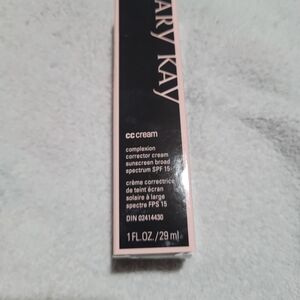 MARY KAY
cc cream
complexion
corrector cream
sunscreen broad
spectrum SPF 15
crème correctrice
de teint écran
solaire à large
spectre FPS 15
DIN 02414430
1 FL. OZ. / 29 ml